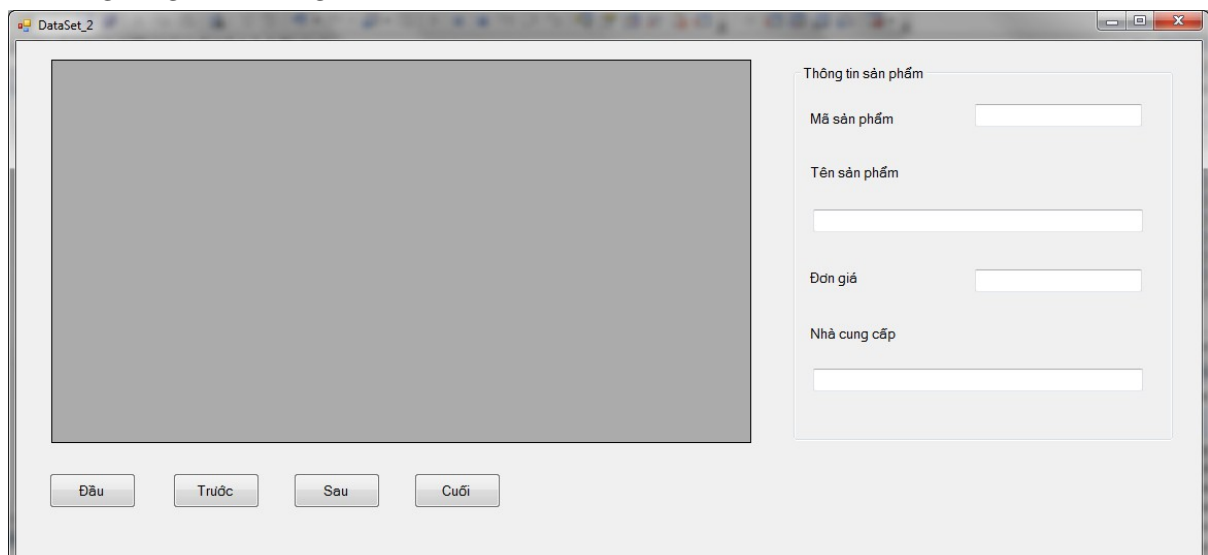 DataSet_2
Thông tin sản phẩm
Mã sản phẩm
Tên sản phẩm
Đơn giá
Nhà cung cấp
Đầu Trước Sau Cuối